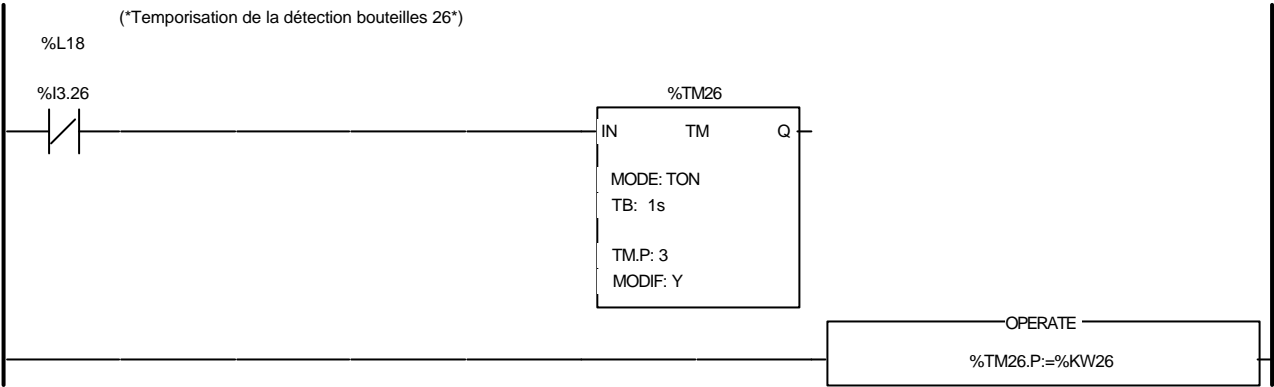 (*Temporisation de la détection bouteilles 26*)
%L18
%I3.26
%TM26
IN TM Q
MODE: TON
TB: 1s
TM.P: 3
MODIF: Y
OPERATE
%TM26.P:=%KW26